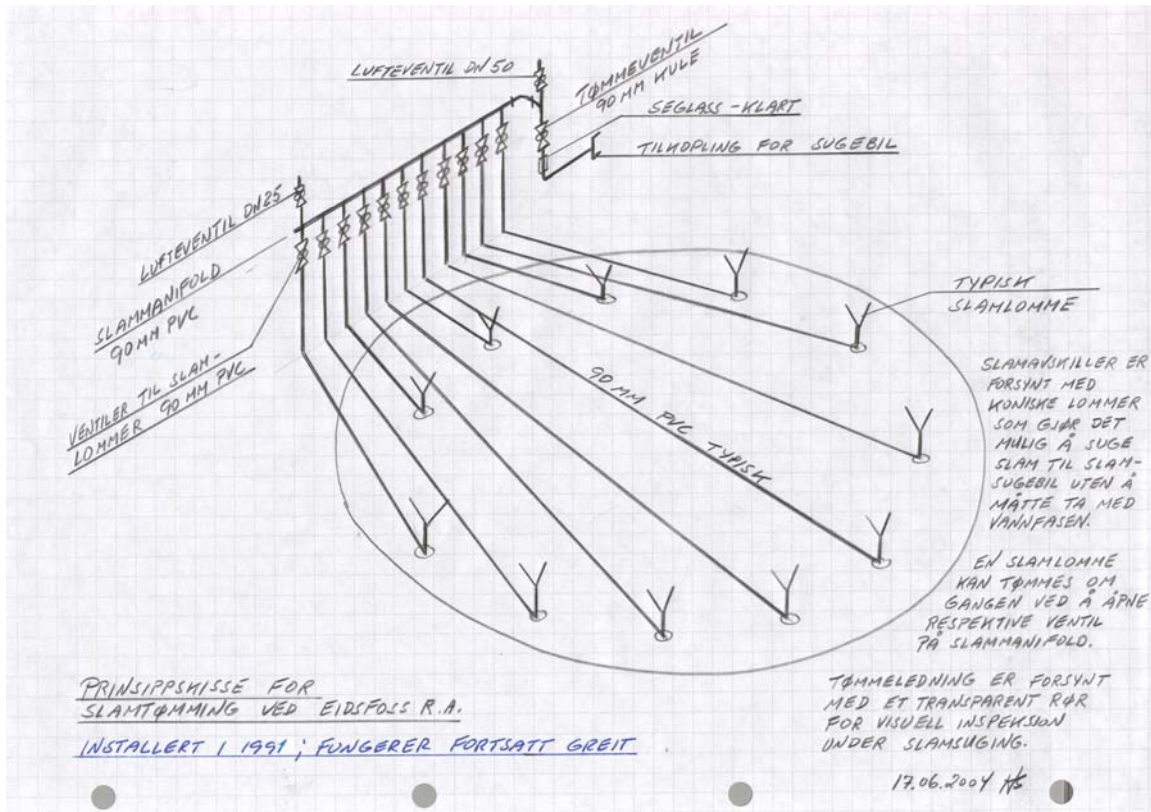 LUFTEVENTIL DN 50
TØMMEVENTIL
90 MM KULE
SEGLASS - KLART
TILKOPLING FOR SUGEBIL
LUFTEVENTIL DN25
SLAMMANIFOLD
90 MM PVC
VENTILER TIL SLAM-
LOMMER 90 MM PVC
TYPISK
SLAMLOMME
90 MM PVC TYPISK
SLAMAVSKILLER ER
FORSYNT MED
KONISKE LOMMER
SOM GJØR DET
MULIG Å SUGE
SLAM TIL SLAM-
SUGEBIL UTEN Å
MÅTTE TA MED
VANNFASEN.
EN SLAMLOMME
KAN TØMMES OM
GANGEN VED Å ÅPNE
RESPEKTIVE VENTIL
PÅ SLAMMANIFOLD.
TØMMELEDNING ER FORSYNT
MED ET TRANSPARENT RØR
FOR VISUELL INSPEKSJON
UNDER SLAMSUGING.
17.06.2004 HS
PRINSIPPSKISSE FOR
SLAMTØMMING VED EIDSFOSS R.A.
INSTALLERT I 1991; FUNGERER FORTSATT GREIT